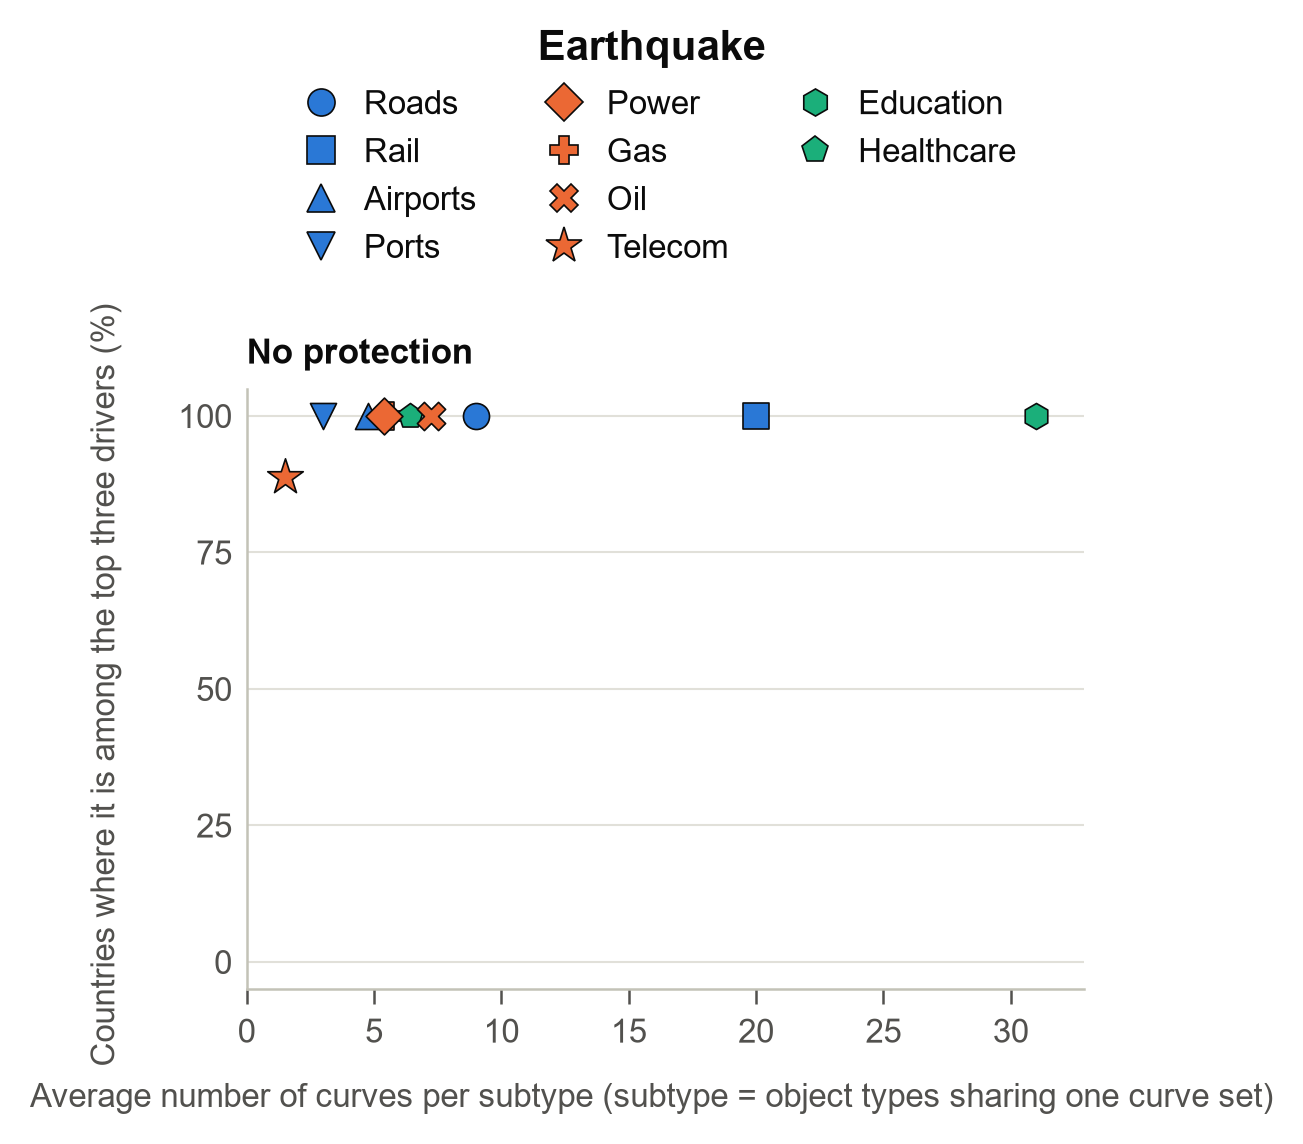 Earthquake
Roads
Rail
Airports
Ports
Power
Gas
Oil
Telecom
Education
Healthcare
No protection
Countries where it is among the top three drivers (%)
100
75
50
25
0
0 5 10 15 20 25 30
Average number of curves per subtype (subtype = object types sharing one curve set)